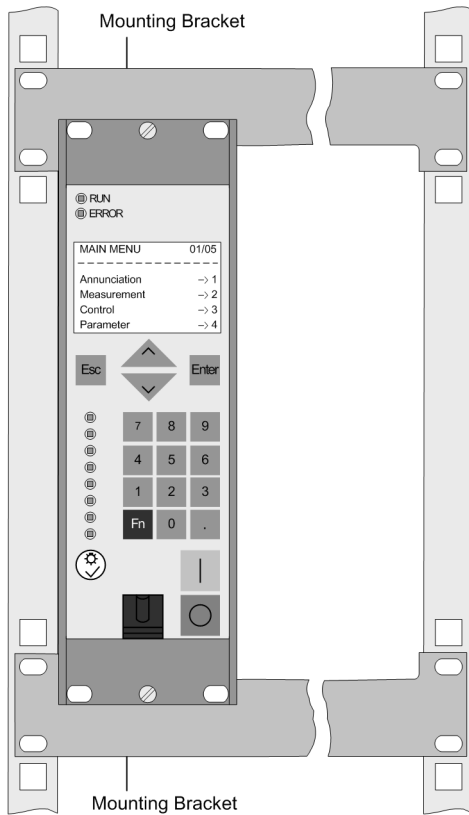 Mounting Bracket
RUN
ERROR
MAIN MENU 01/05
----------------
Annunciation –> 1
Measurement –> 2
Control –> 3
Parameter –> 4
Esc Enter
7 8 9
4 5 6
1 2 3
Fn 0 .
Mounting Bracket